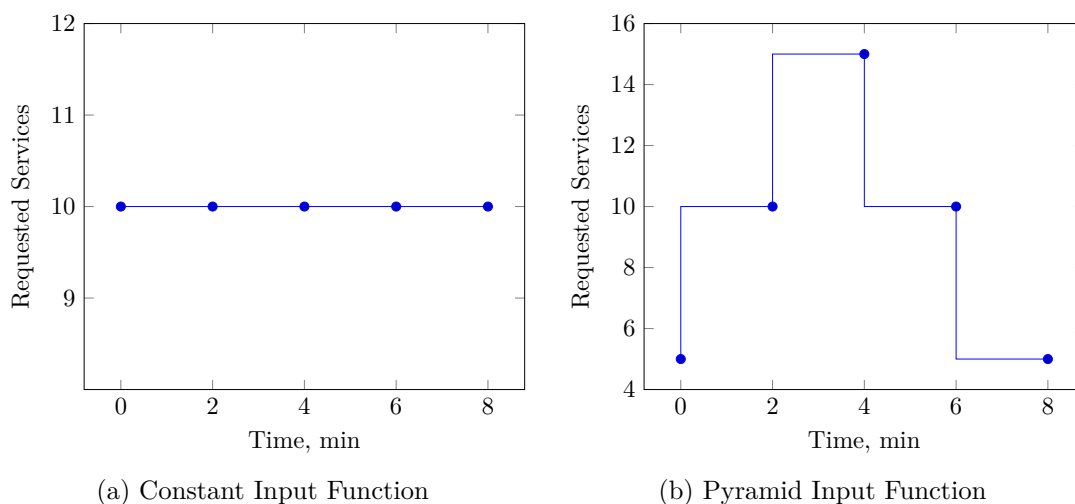 12
11
10
9
Requested Services
0 2 4 6 8
Time, min
(a) Constant Input Function
16
14
12
10
8
6
4
Requested Services
0 2 4 6 8
Time, min
(b) Pyramid Input Function